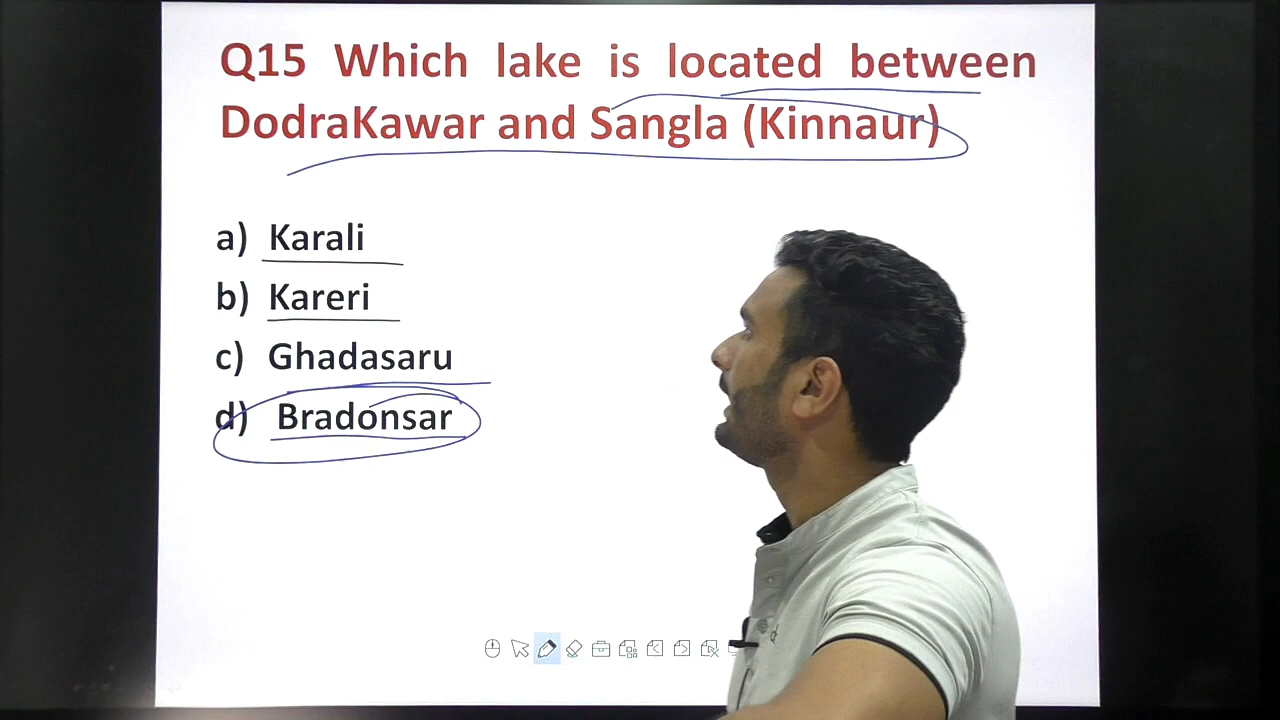 Q15 Which lake is located between
DodraKawar and Sangla (Kinnaur)
a) Karali
b) Kareri
c) Ghadasaru
d) Bradonsar